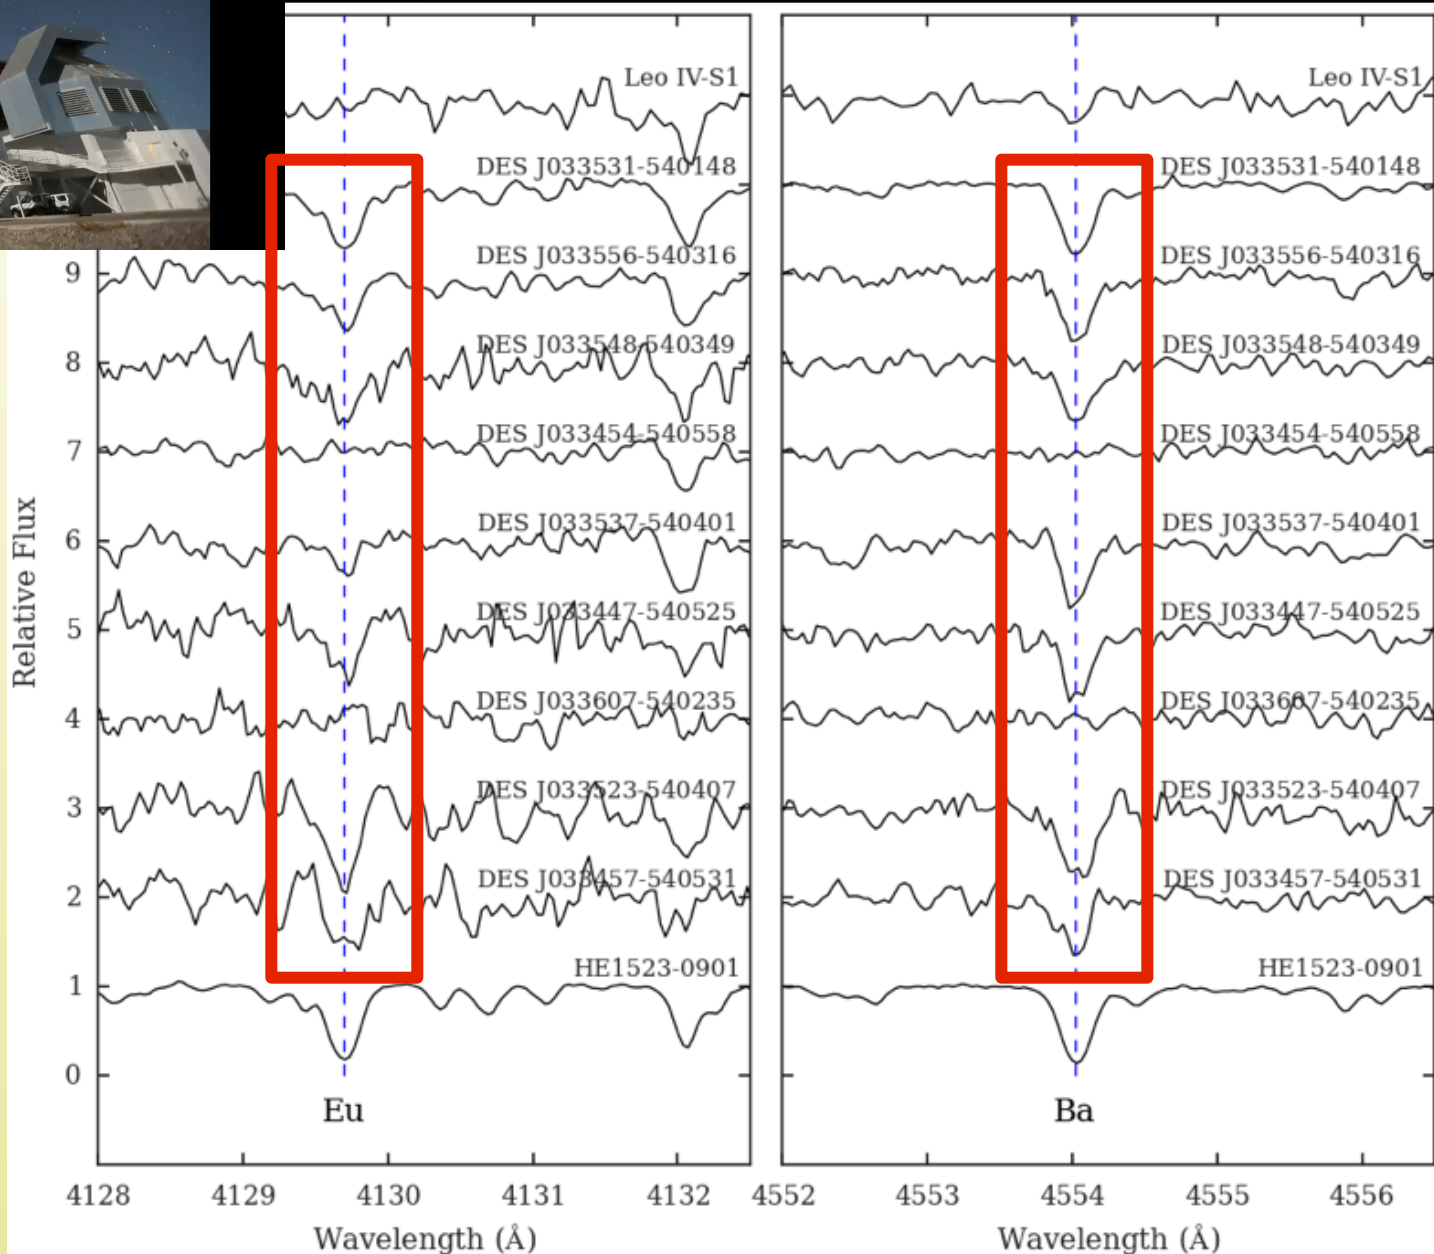 Leo IV-S1
DES J033531-540148
DES J033556-540316
DES J033548-540349
DES J033454-540558
DES J033537-540401
DES J033447-540525
DES J033607-540235
DES J033523-540407
DES J033457-540531
HE1523-0901
9
8
7
6
5
4
3
2
1
0
Relative Flux
Eu
4128 4129 4130 4131 4132
Wavelength (Å)
Leo IV-S1
DES J033531-540148
DES J033556-540316
DES J033548-540349
DES J033454-540558
DES J033537-540401
DES J033447-540525
DES J033607-540235
DES J033523-540407
DES J033457-540531
HE1523-0901
Ba
4552 4553 4554 4555 4556
Wavelength (Å)